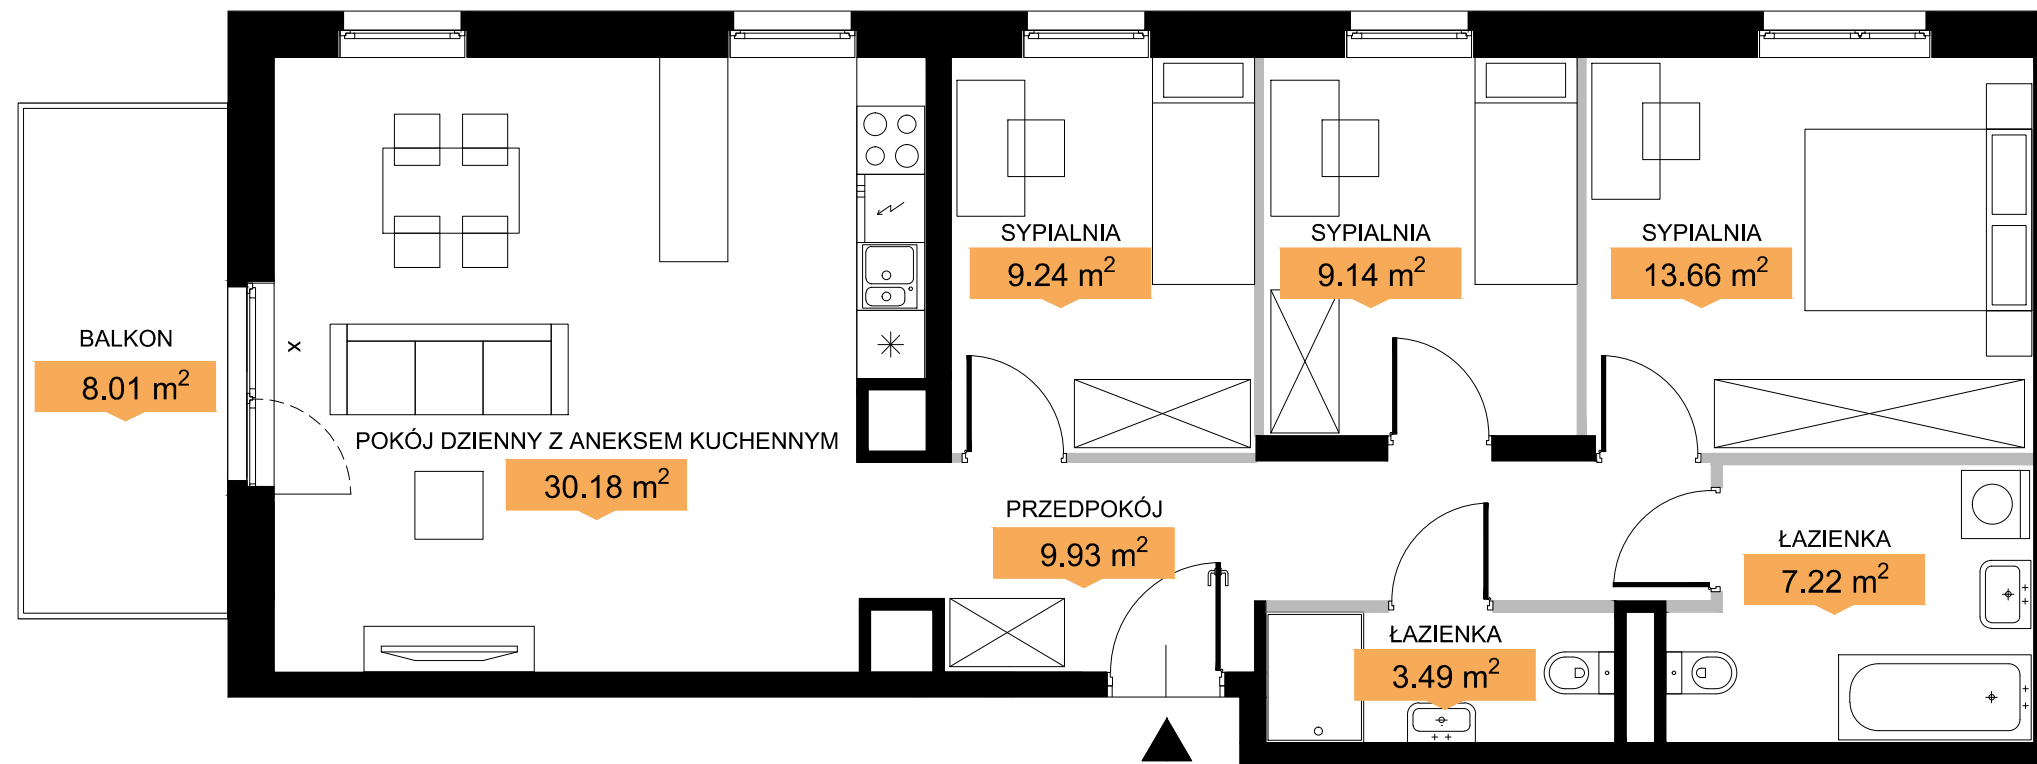 SYPIALNIA
9.24 m²
SYPIALNIA
9.14 m²
SYPIALNIA
13.66 m²
BALKON
8.01 m²
x
POKÓJ DZIENNY Z ANEKSEM KUCHENNYM
30.18 m²
PRZEDPOKÓJ
9.93 m²
ŁAZIENKA
7.22 m²
ŁAZIENKA
3.49 m²